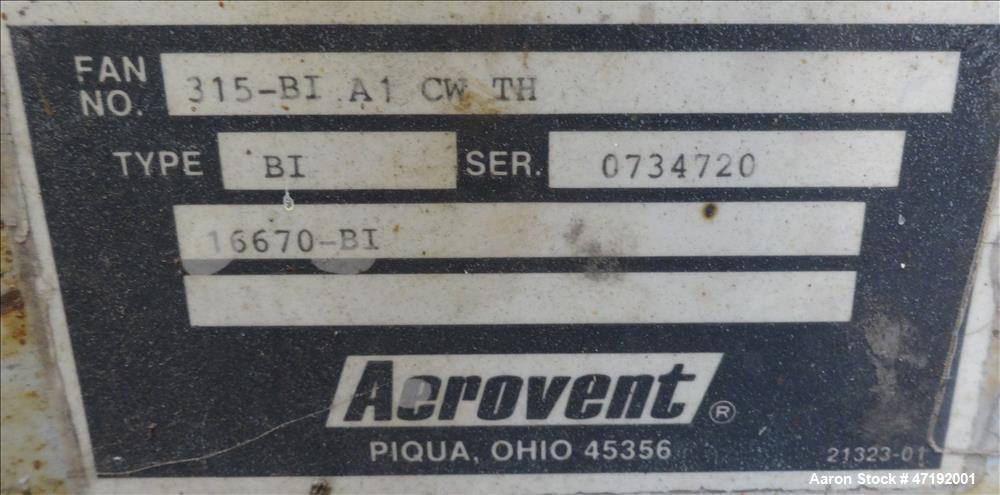 FAN NO. 315-BI A1 CW TH
TYPE BI SER. 0734720
16670-BI
Aerovent ®
PIQUA, OHIO 45356
21323-01
Aaron Stock # 47192001